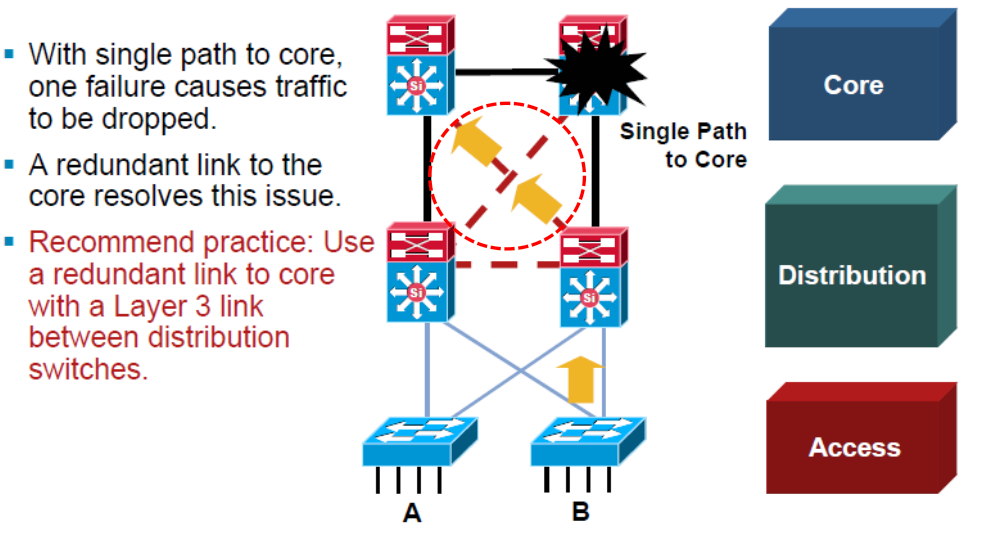 With single path to core,
one failure causes traffic
to be dropped.
A redundant link to the
core resolves this issue.
Recommend practice: Use
a redundant link to core
with a Layer 3 link
between distribution
switches.
Si
Single Path
to Core
Si
Si
A
B
Core
Distribution
Access